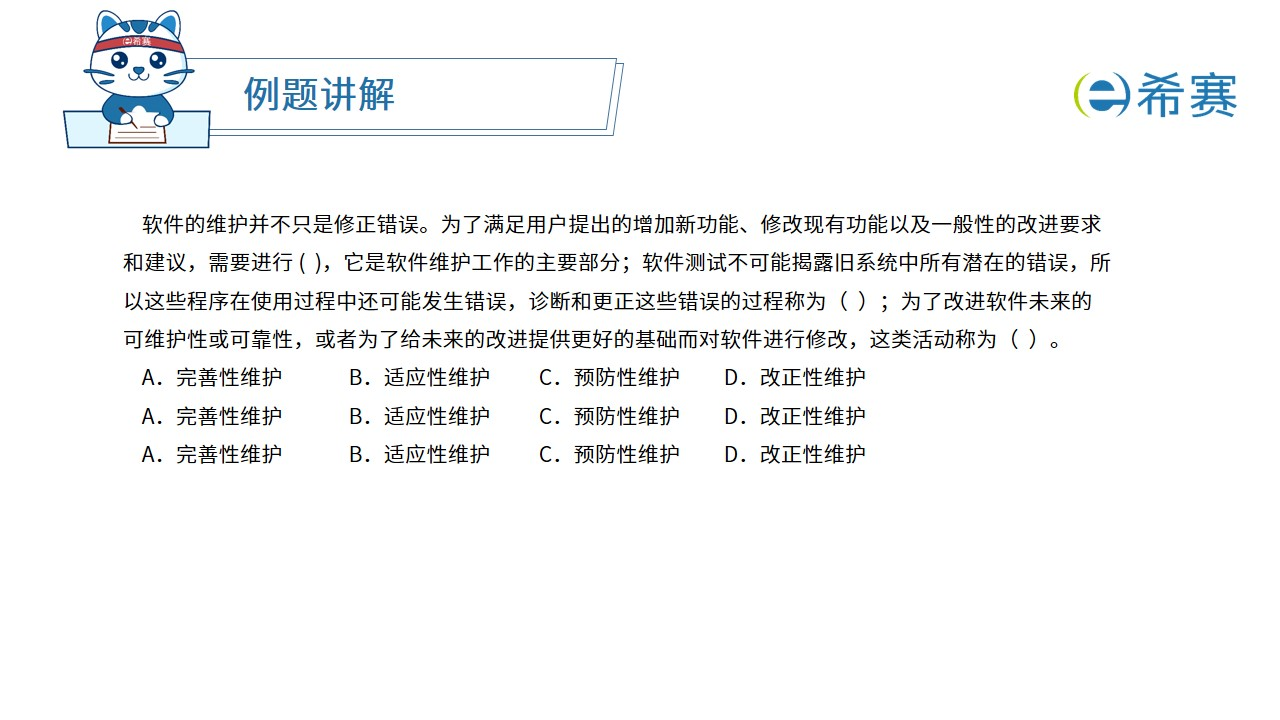 希赛
例题讲解
希赛
软件的维护并不只是修正错误。为了满足用户提出的增加新功能、修改现有功能以及一般性的改进要求
和建议，需要进行 ( )，它是软件维护工作的主要部分；软件测试不可能揭露旧系统中所有潜在的错误，所
以这些程序在使用过程中还可能发生错误，诊断和更正这些错误的过程称为（ ）；为了改进软件未来的
可维护性或可靠性，或者为了给未来的改进提供更好的基础而对软件进行修改，这类活动称为（ ）。
A．完善性维护 B．适应性维护 C．预防性维护 D．改正性维护
A．完善性维护 B．适应性维护 C．预防性维护 D．改正性维护
A．完善性维护 B．适应性维护 C．预防性维护 D．改正性维护